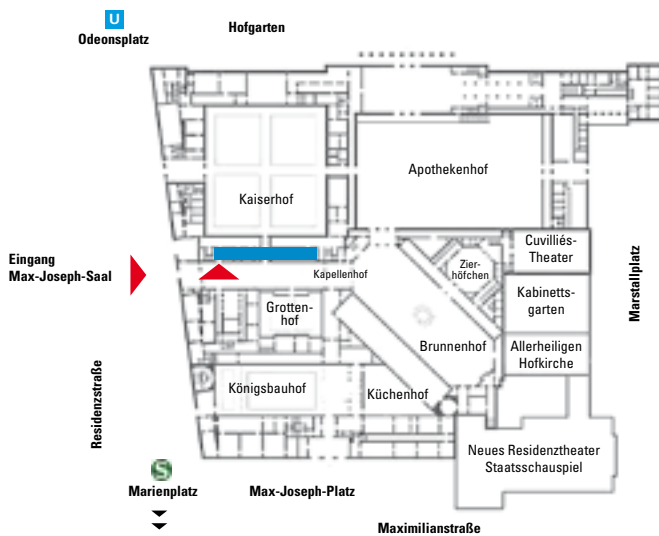 U
Odeonsplatz
Hofgarten
Apothekenhof
Kaiserhof
Cuvilliés-
Theater
Eingang
Max-Joseph-Saal
Kapellenhof
Zier-
höfchen
Marstallplatz
Kabinetts-
garten
Grotten-
hof
Brunnenhof
Allerheiligen
Hofkirche
Residenzstraße
Königsbauhof
Küchenhof
Neues Residenztheater
Staatsschauspiel
S
Marienplatz
Max-Joseph-Platz
Maximilianstraße